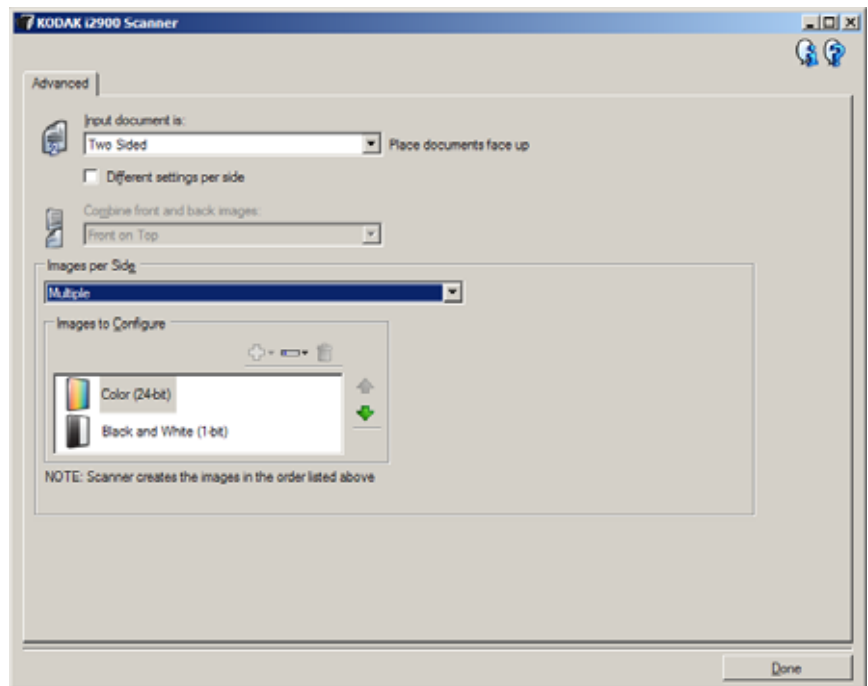 KODAK i2900 Scanner
Advanced
Input document is:
Two Sided
Place documents face up
Different settings per side
Combine front and back images:
Front on Top
Images per Side
Multiple
Images to Configure
Color (24-bit)
Black and White (1-bit)
NOTE: Scanner creates the images in the order listed above
Done